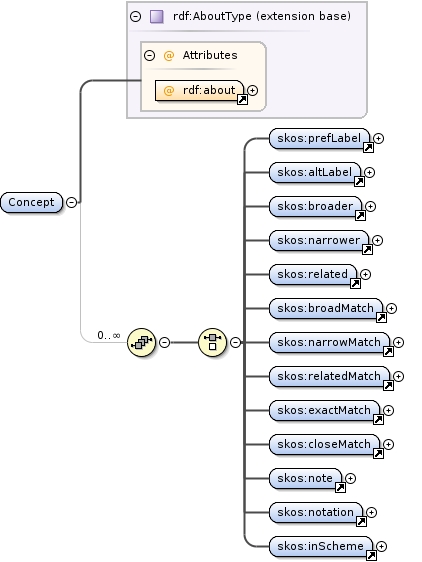 rdf:AboutType (extension base)
@ Attributes
@ rdf:about
skos:prefLabel
skos:altLabel
Concept
skos:broader
skos:narrower
skos:related
skos:broadMatch
0..∞
skos:narrowMatch
skos:relatedMatch
skos:exactMatch
skos:closeMatch
skos:note
skos:notation
skos:inScheme